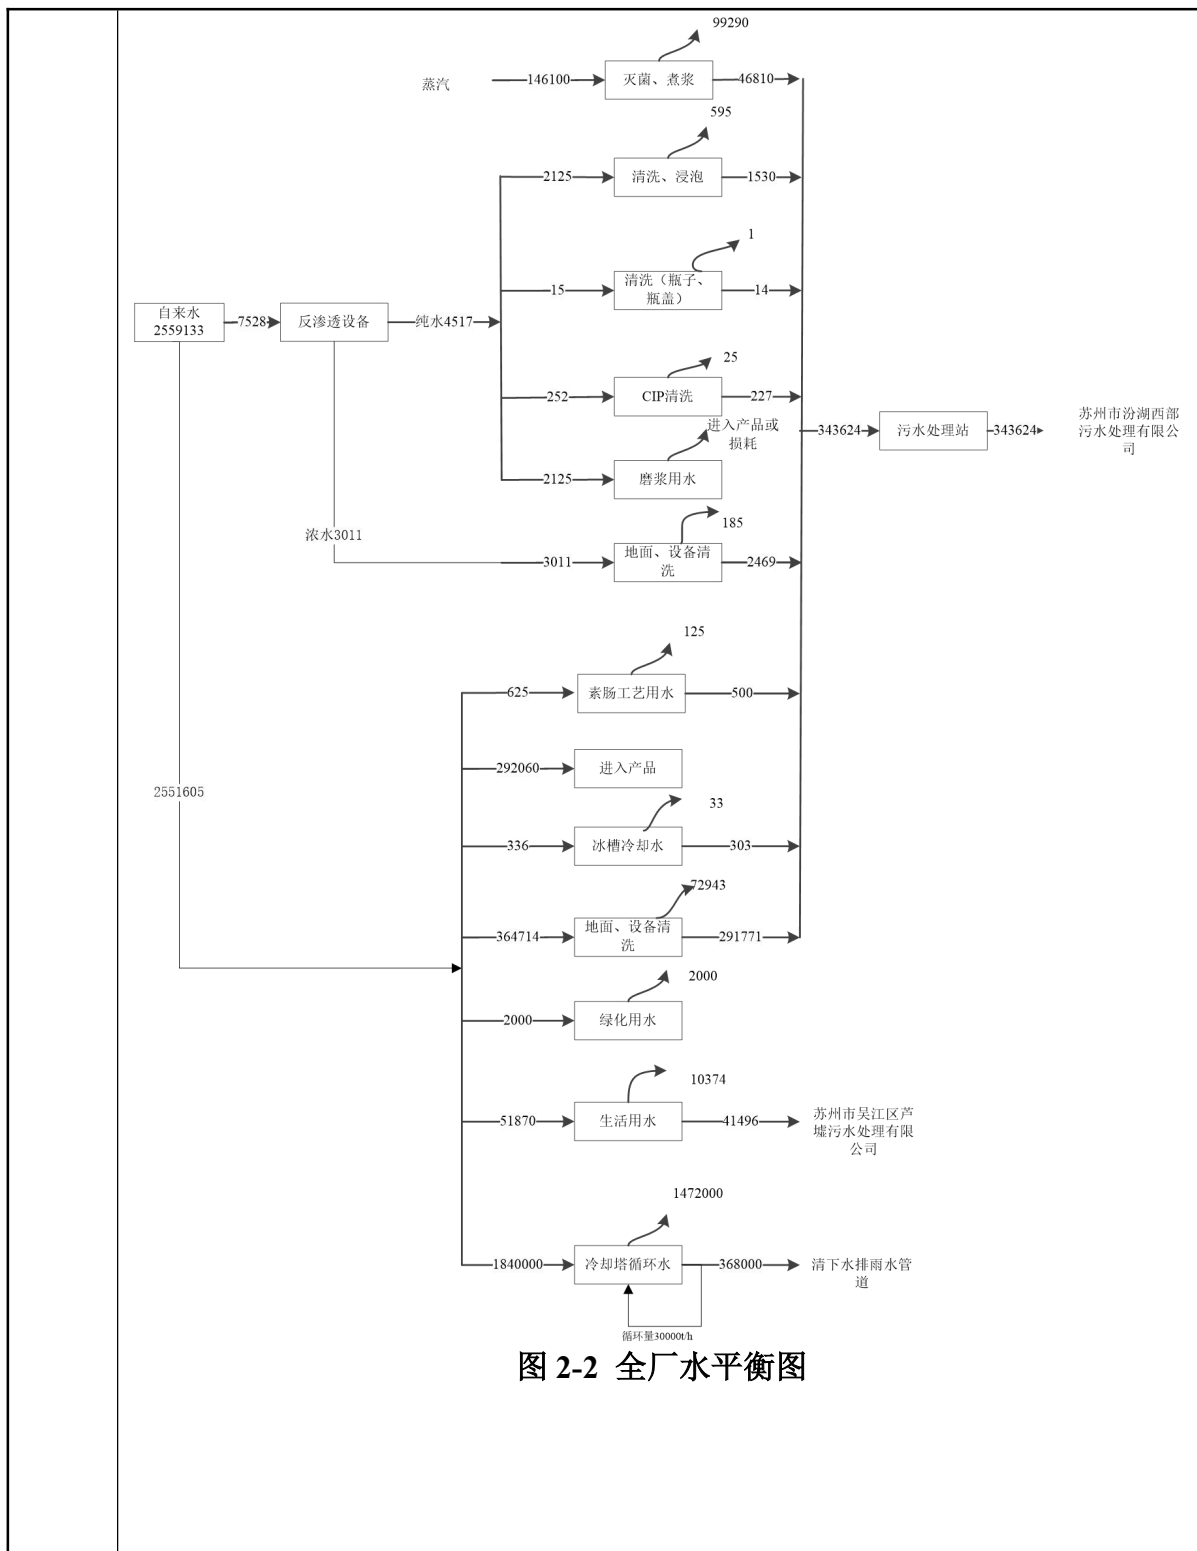 99290
蒸汽
146100
灭菌、煮浆
46810
595
2125
清洗、浸泡
1530
1
15
清洗（瓶子、
瓶盖）
14
自来水
2559133
7528
反渗透设备
纯水4517
25
252
CIP清洗
227
进入产品或
损耗
343624
污水处理站
343624
苏州市汾湖西部
污水处理有限公
司
2125
磨浆用水
浓水3011
185
3011
地面、设备清
洗
2469
125
625
素肠工艺用水
500
292060
进入产品
2551605
33
336
冰槽冷却水
303
72943
364714
地面、设备清
洗
291771
2000
2000
绿化用水
10374
51870
生活用水
41496
苏州市吴江区芦
墟污水处理有限
公司
1472000
1840000
冷却塔循环水
368000
清下水排雨水管
道
循环量30000t/h
图 2-2 全厂水平衡图